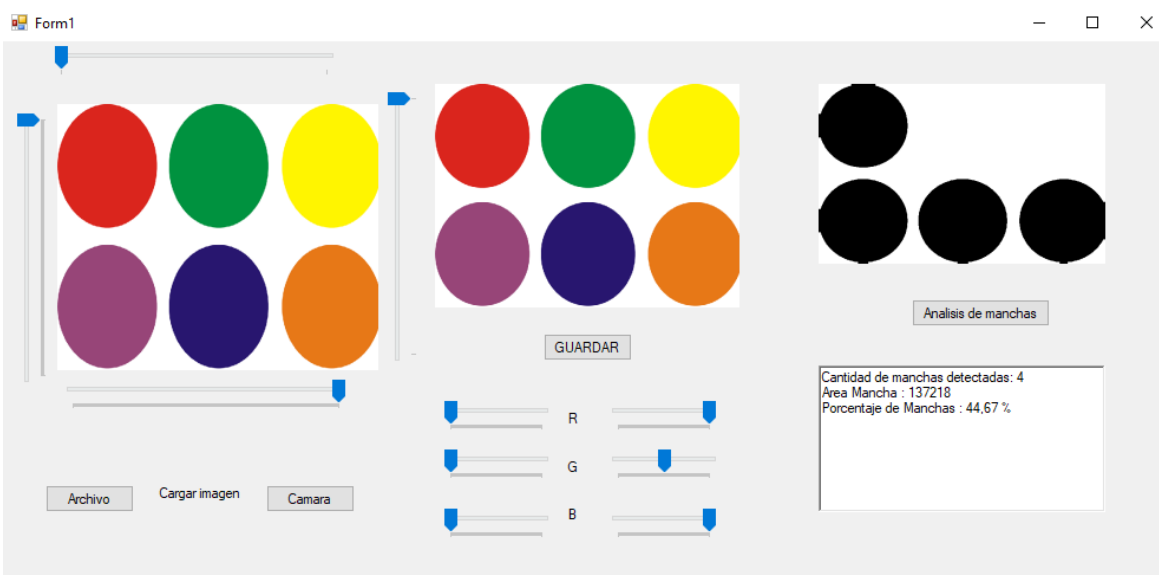 Form1
GUARDAR
R
G
B
Archivo
Cargar imagen
Camara
Analisis de manchas
Cantidad de manchas detectadas: 4
Area Mancha : 137218
Porcentaje de Manchas : 44,67 %